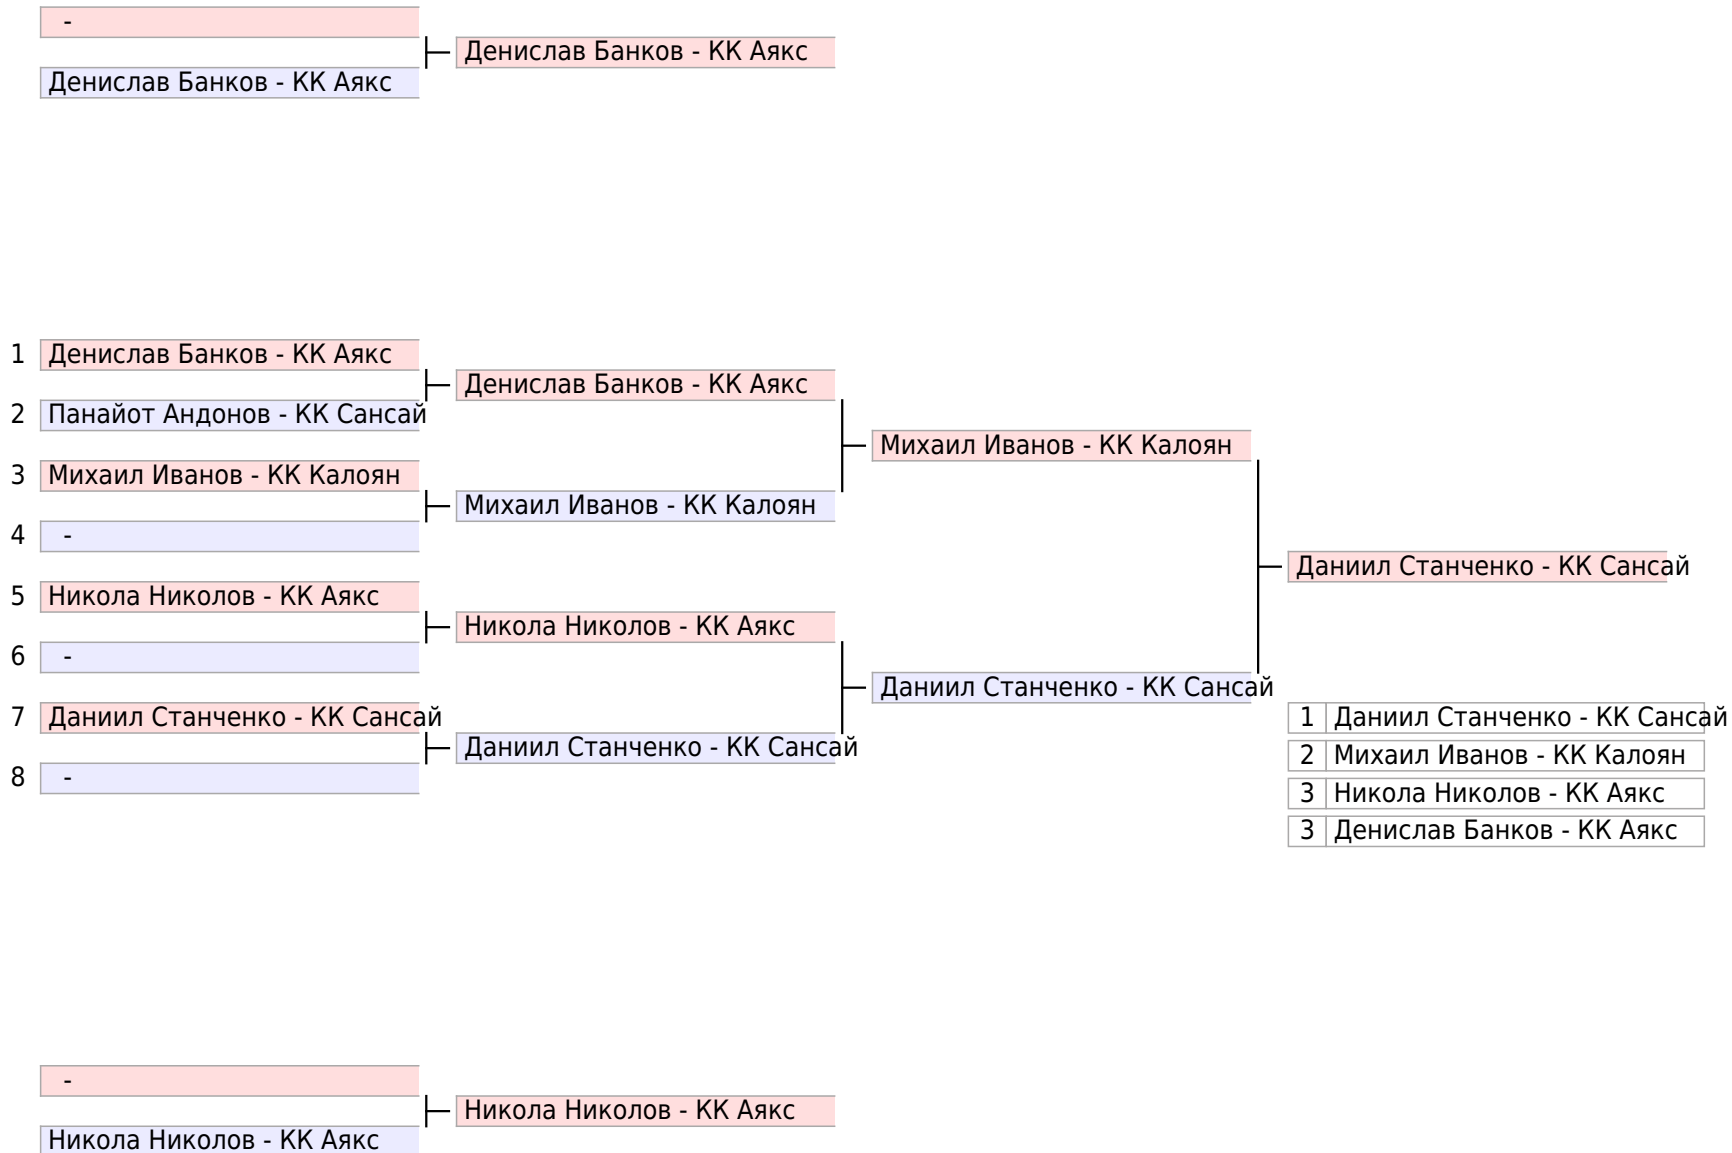 -
Денислав Банков - КК Аякс
Денислав Банков - КК Аякс
1 Денислав Банков - КК Аякс
Денислав Банков - КК Аякс
2 Панайот Андонов - КК Сансай
Михаил Иванов - КК Калоян
3 Михаил Иванов - КК Калоян
Михаил Иванов - КК Калоян
4 -
Даниил Станченко - КК Сансай
5 Никола Николов - КК Аякс
Никола Николов - КК Аякс
6 -
Даниил Станченко - КК Сансай
7 Даниил Станченко - КК Сансай
Даниил Станченко - КК Сансай
8 -
1 Даниил Станченко - КК Сансай
2 Михаил Иванов - КК Калоян
3 Никола Николов - КК Аякс
3 Денислав Банков - КК Аякс
-
Никола Николов - КК Аякс
Никола Николов - КК Аякс